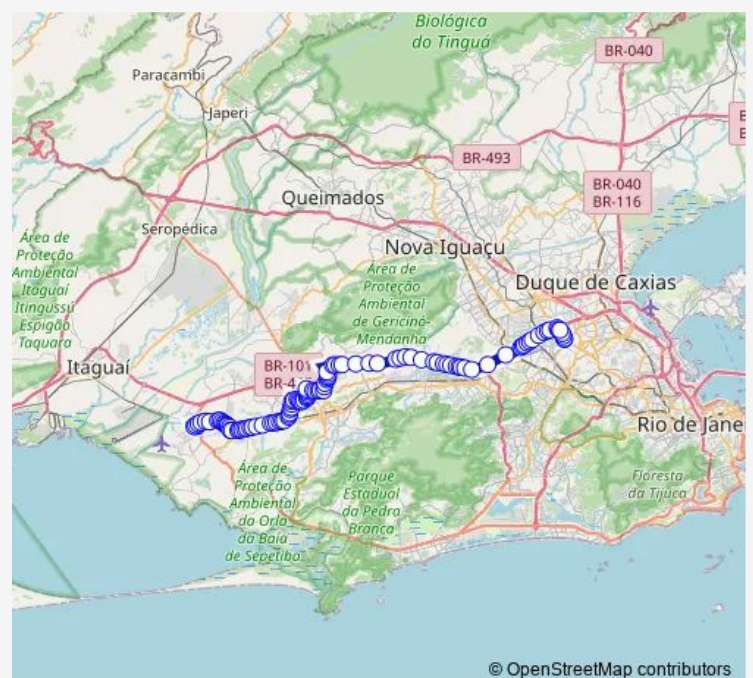 Biológica
do Tinguá
BR-040
Paracambi
Japeri
BR-493
BR-040
BR-116
Queimados
Seropédica
Nova Iguaçu
Área de
Proteção
Ambiental
Itaguaí
Itingussú
Espigão
Taquara
Área de
Proteção
Ambiental
de Gericinó-
Mendanha
Duque de Caxias
Itaguaí
BR-101
BR-4
Rio de Janei
Área de
Proteção
Ambiental
da Orla
da Baía
de Sepetiba
Parque
Estadual
da Pedra
Branca
Floresta
da Tijuca
© OpenStreetMap contributors